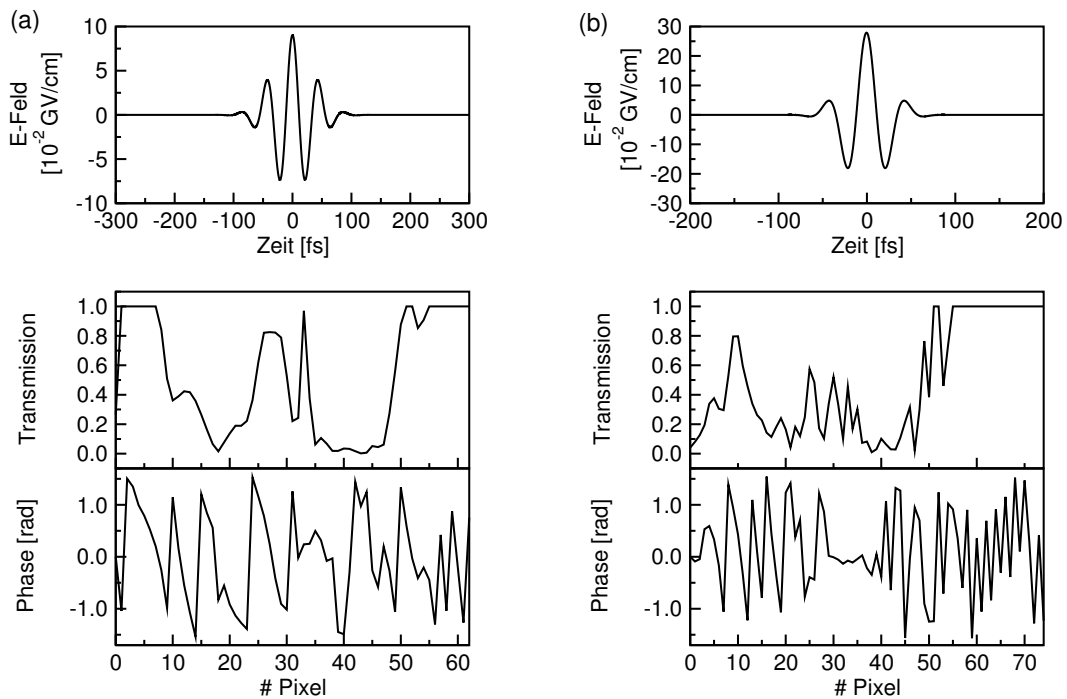 (a)
E-Feld
[10⁻² GV/cm]
10
5
0
-5
-10
-300 -200 -100 0 100 200 300
Zeit [fs]
Transmission
1.0
0.8
0.6
0.4
0.2
0.0
Phase [rad]
1.0
0.0
-1.0
0 10 20 30 40 50 60
# Pixel
(b)
E-Feld
[10⁻² GV/cm]
30
20
10
0
-10
-20
-30
-200 -100 0 100 200
Zeit [fs]
Transmission
1.0
0.8
0.6
0.4
0.2
0.0
Phase [rad]
1.0
0.0
-1.0
0 10 20 30 40 50 60 70
# Pixel